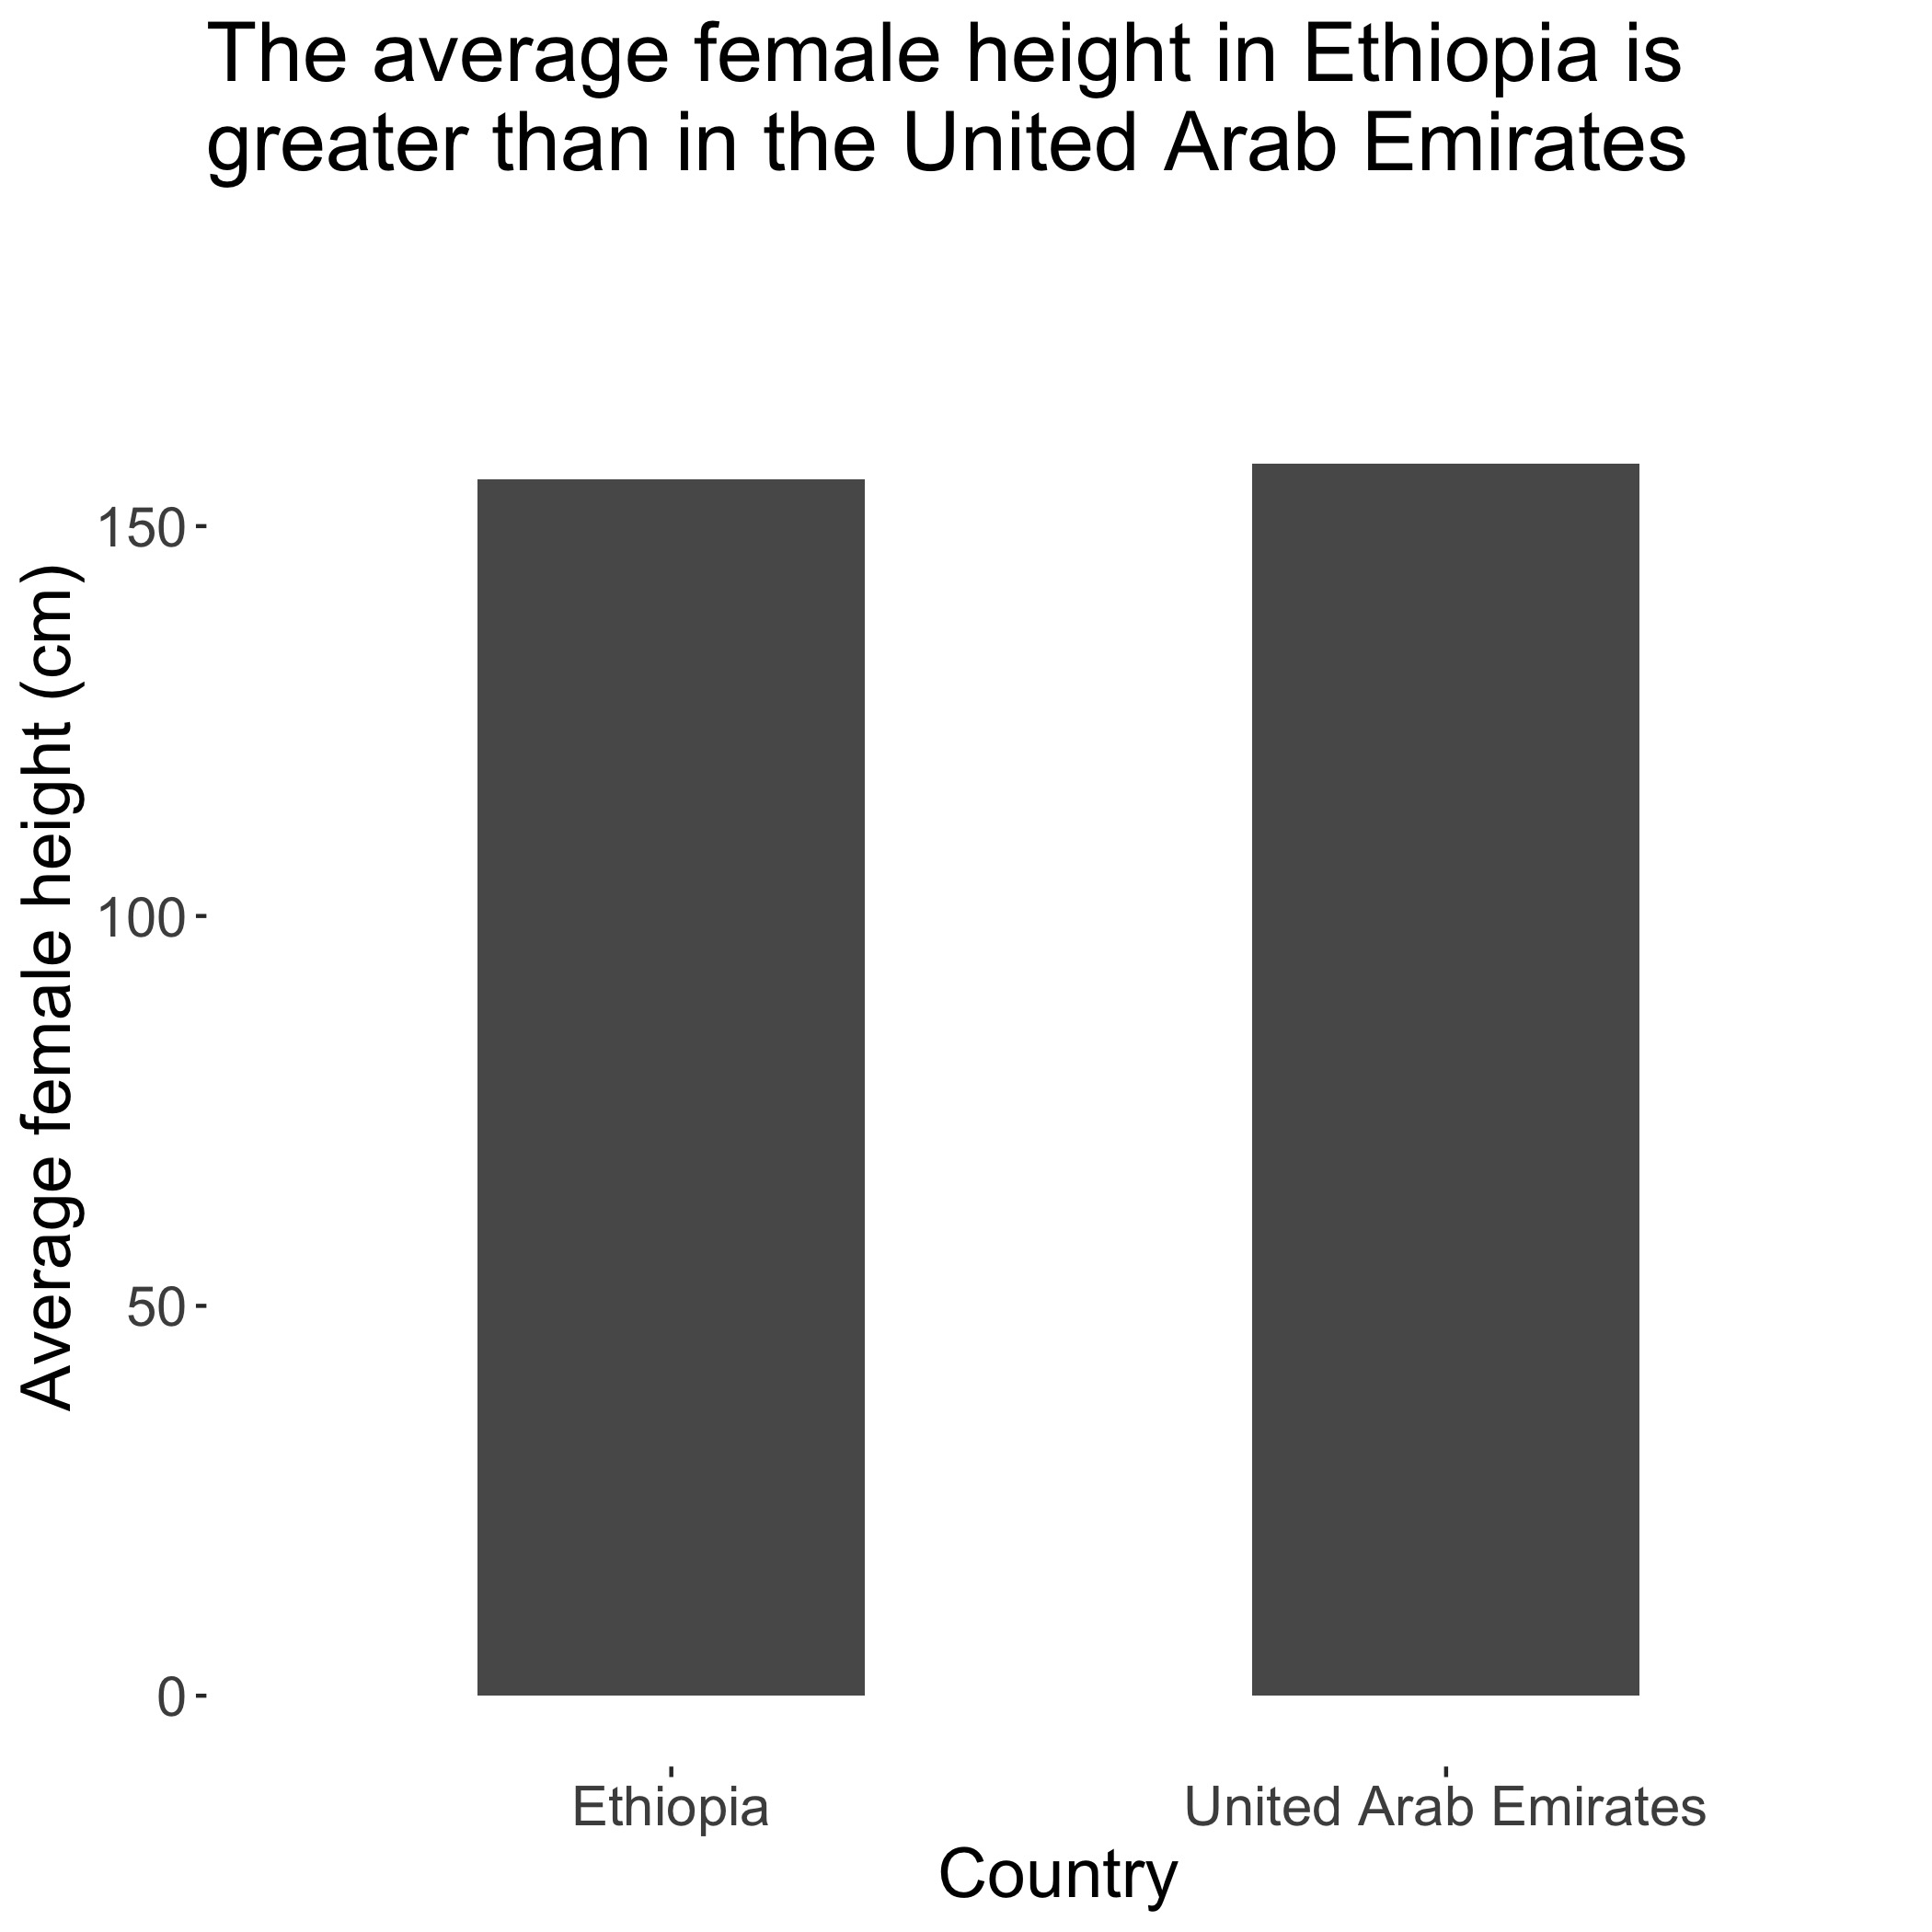 The average female height in Ethiopia is
greater than in the United Arab Emirates
Average female height (cm)
150
100
50
0
Ethiopia
United Arab Emirates
Country